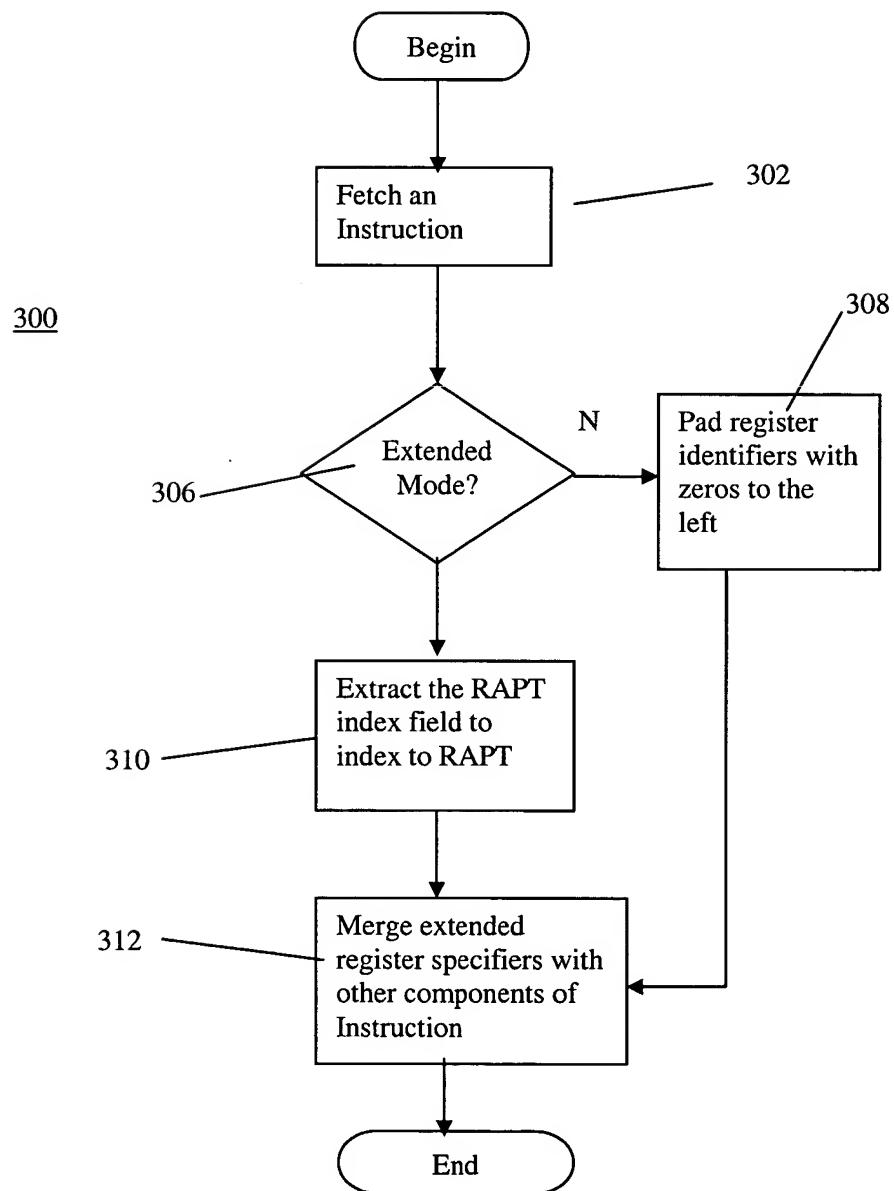 Begin
302
Fetch an
Instruction
300
308
N
Pad register
identifiers with
zeros to the
left
Extended
Mode?
306
Extract the RAPT
index field to
index to RAPT
310
312
Merge extended
register specifiers with
other components of
Instruction
End